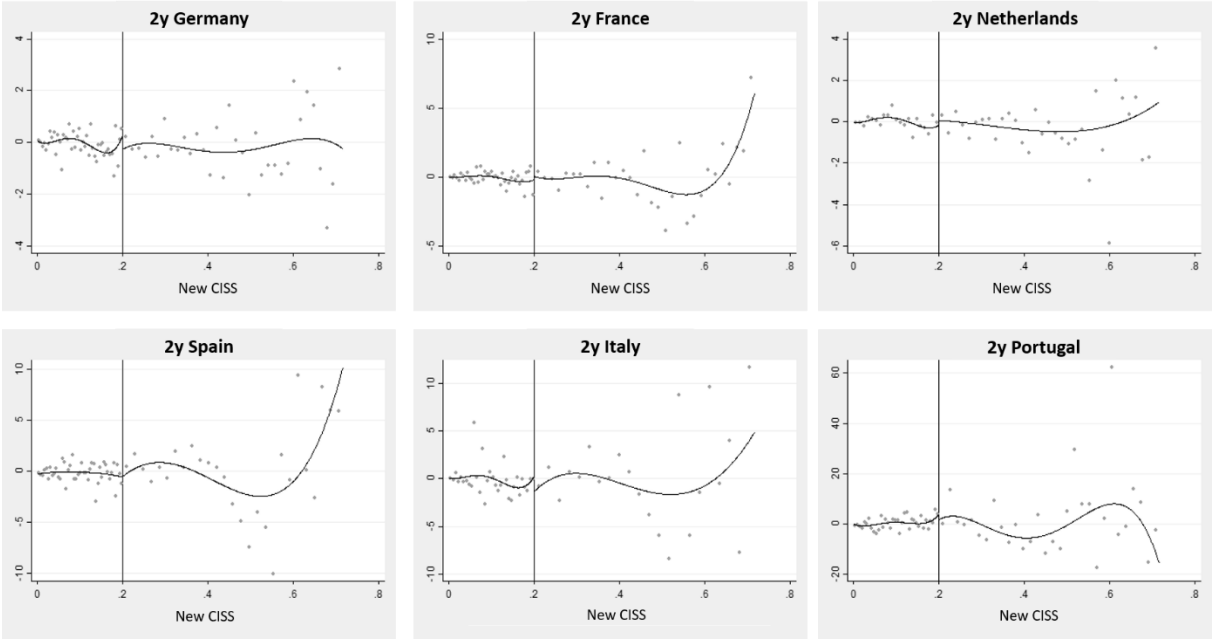 2y Germany
4
2
0
-2
-4
0 .2 .4 .6 .8
New CISS
2y France
10
5
0
-5
0 .2 .4 .6 .8
New CISS
2y Netherlands
4
2
0
-2
-4
-6
0 .2 .4 .6 .8
New CISS
2y Spain
10
5
0
-5
-10
0 .2 .4 .6 .8
New CISS
2y Italy
10
5
0
-5
-10
0 .2 .4 .6 .8
New CISS
2y Portugal
60
40
20
0
-20
0 .2 .4 .6 .8
New CISS